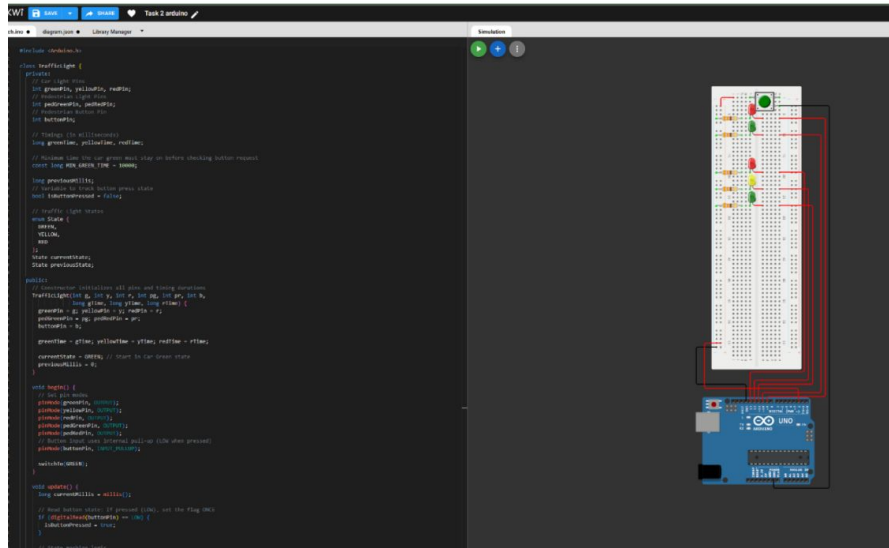 SAVE
SHARE
Task 2 arduino
diagram.json
Library Manager
Simulation
#include <Arduino.h>
class TrafficLight {
private:
// Car Light Pins
int greenPin, yellowPin, redPin;
// Pedestrian Light Pins
int pedGreenPin, pedRedPin;
// Pedestrian Button Pin
int buttonPin;
// Timings (in milliseconds)
long greenTime, yellowTime, redTime;
// Minimum time the car green must stay on before checking button request
const long MIN_GREEN_TIME = 10000;
long previousMillis;
// Variable to track button press state
bool isButtonPressed = false;
// Traffic Light States
enum State {
GREEN,
YELLOW,
RED
};
State currentState;
State previousState;
public:
// Constructor initializes all pins and timing durations
TrafficLight(int g, int y, int r, int pg, int pr, int b,
long gTime, long yTime, long rTime) {
greenPin = g; yellowPin = y; redPin = r;
pedGreenPin = pg; pedRedPin = pr;
buttonPin = b;
greenTime = gTime; yellowTime = yTime; redTime = rTime;
currentState = GREEN; // Start in Car Green state
previousMillis = 0;
}
void begin() {
// Set pin modes
pinMode(greenPin, OUTPUT);
pinMode(yellowPin, OUTPUT);
pinMode(redPin, OUTPUT);
pinMode(pedGreenPin, OUTPUT);
pinMode(pedRedPin, OUTPUT);
// Button input uses internal pull-up (LOW when pressed)
pinMode(buttonPin, INPUT_PULLUP);
switchTo(GREEN);
}
void update() {
long currentMillis = millis();
// Read button state: if pressed (LOW), set the flag ONCE
if (digitalRead(buttonPin) == LOW) {
isButtonPressed = true;
}
// State machine logic
UNO
ARDUINO